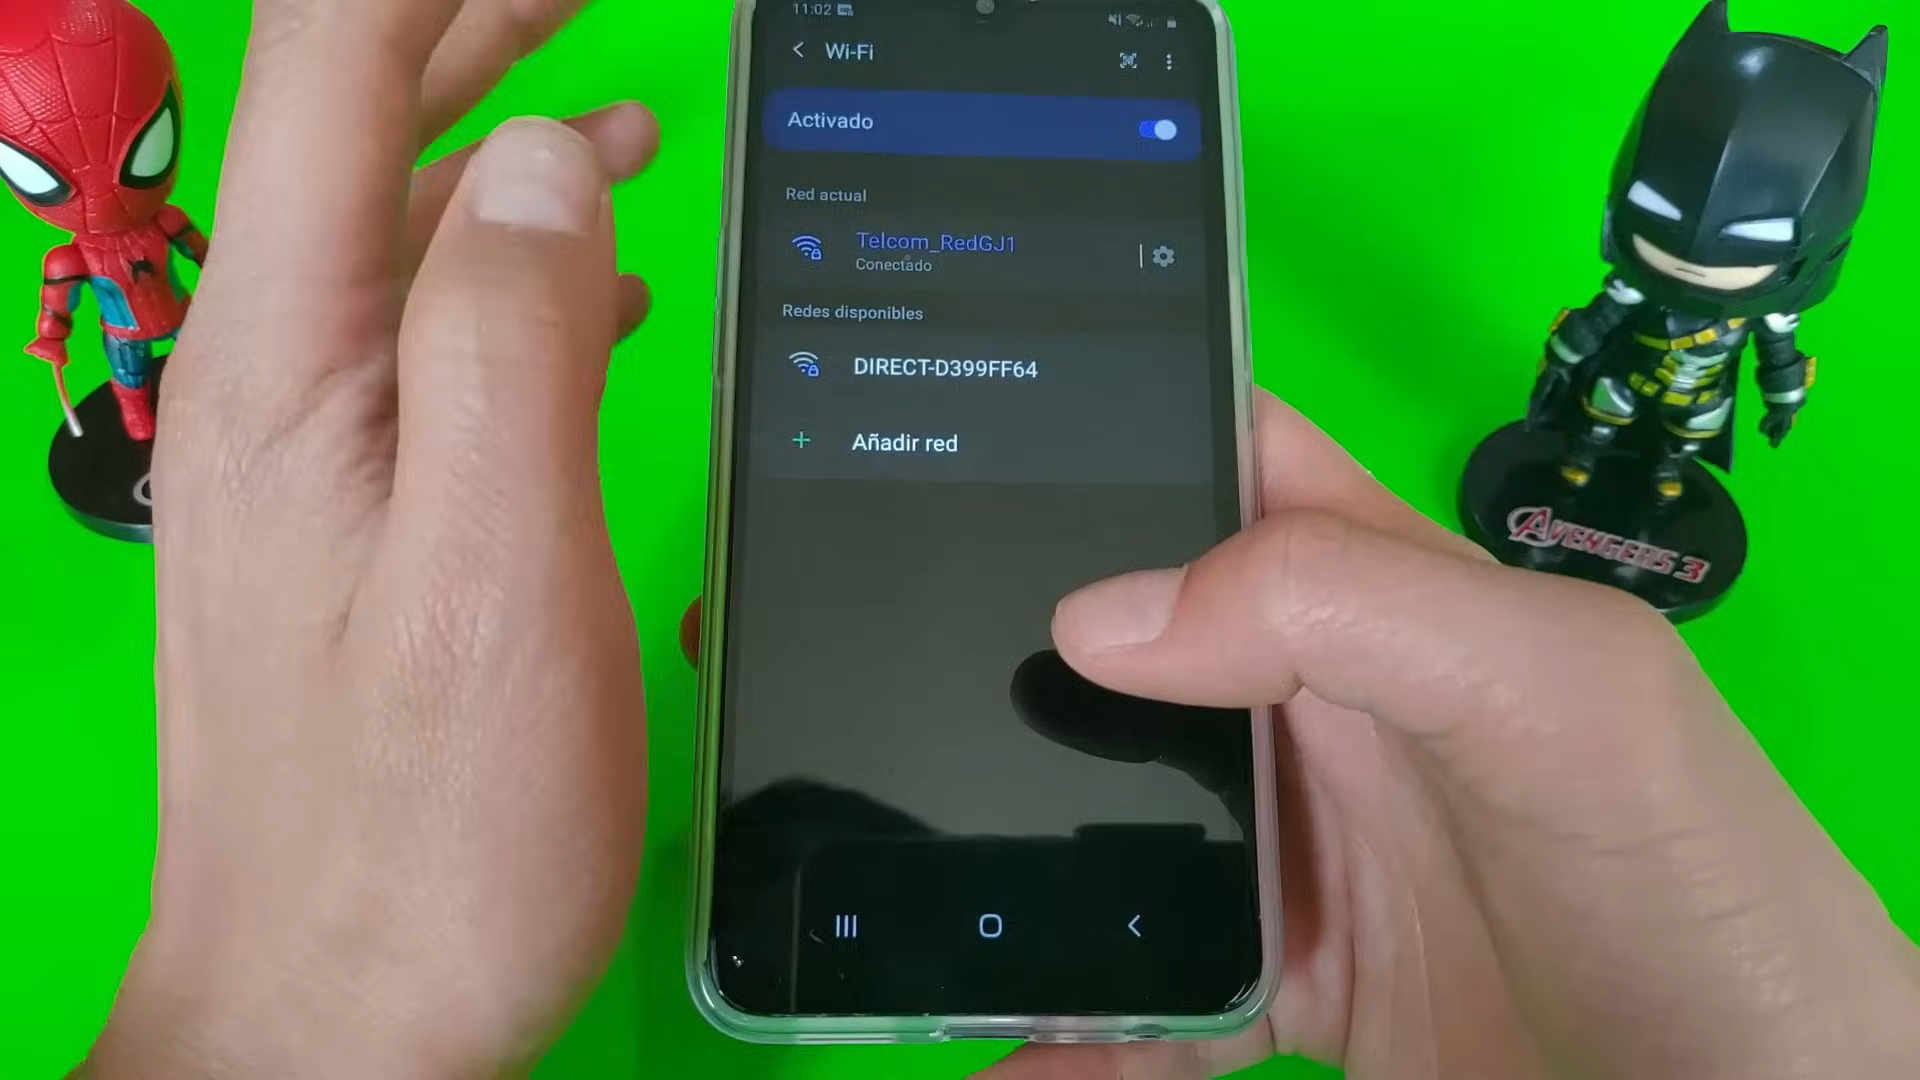 11:02
Wi-Fi
Activado
Red actual
Telcom_RedGJ1
Conectado
Redes disponibles
DIRECT-D399FF64
Añadir red
AVENGERS 3